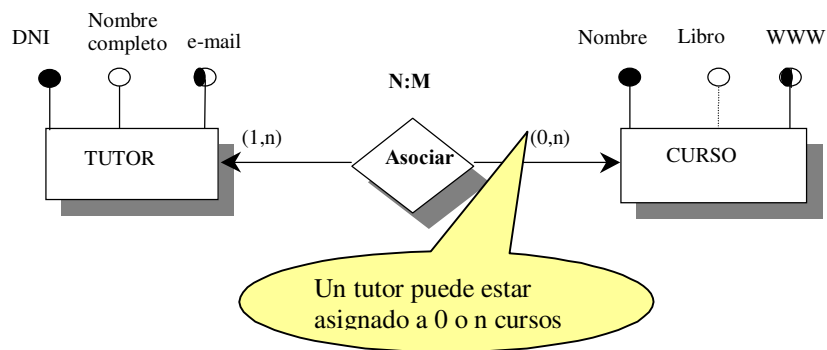 DNI
Nombre
completo
e-mail
Nombre
Libro
WWW
N:M
(1,n)
(0,n)
TUTOR
Asociar
CURSO
Un tutor puede estar
asignado a 0 o n cursos